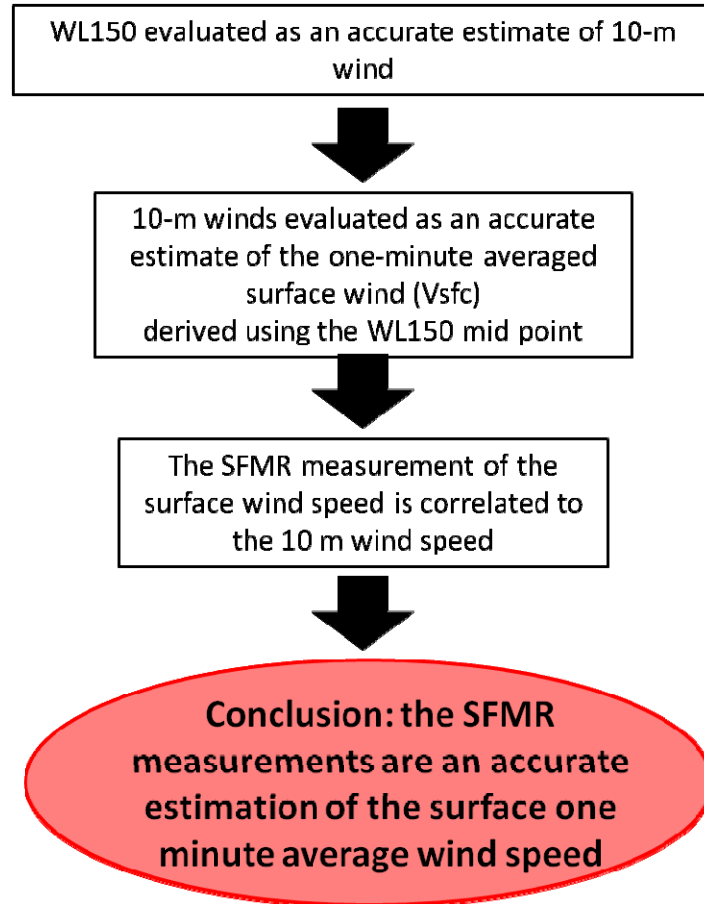 WL150 evaluated as an accurate estimate of 10-m
wind
10-m winds evaluated as an accurate
estimate of the one-minute averaged
surface wind (Vsfc)
derived using the WL150 mid point
The SFMR measurement of the
surface wind speed is correlated to
the 10 m wind speed
Conclusion: the SFMR
measurements are an accurate
estimation of the surface one
minute average wind speed